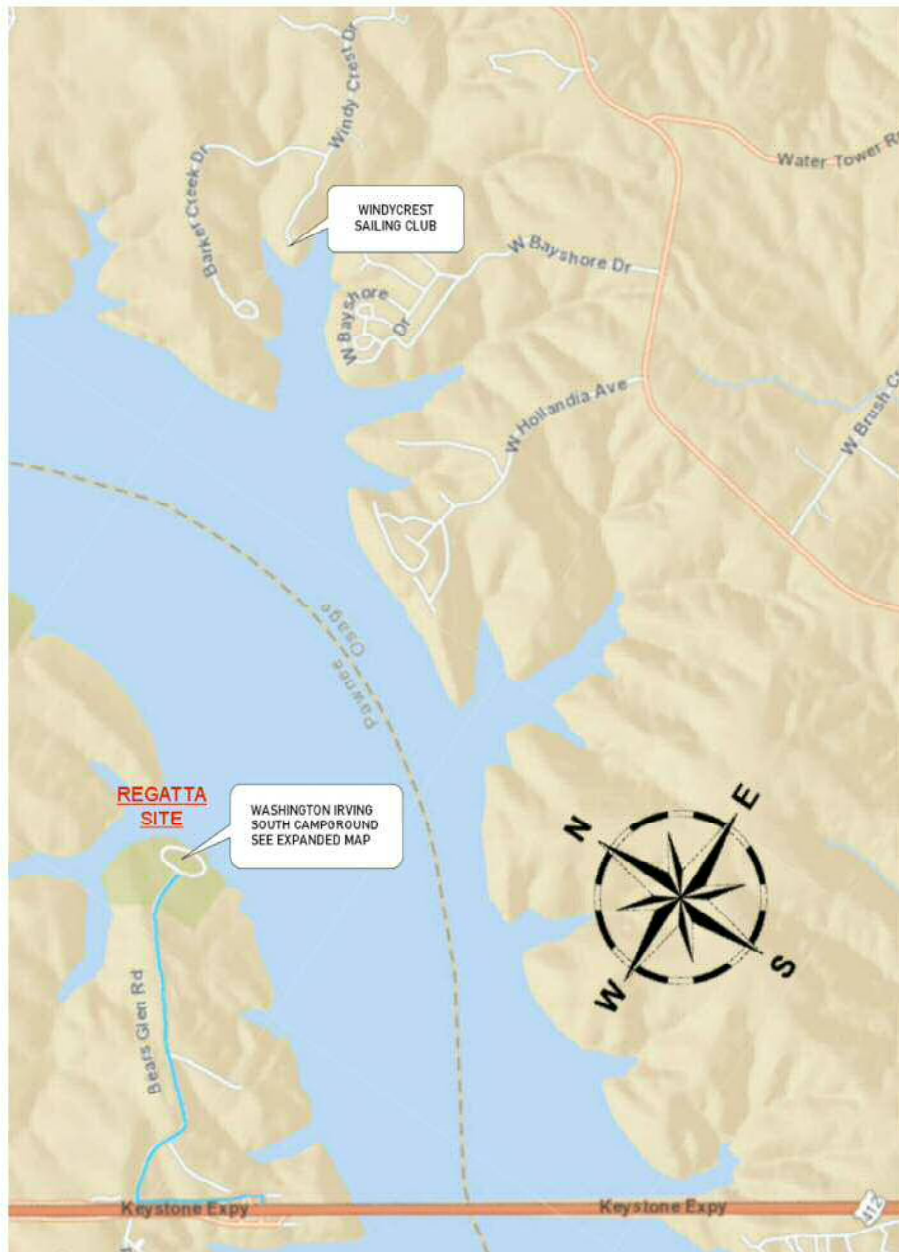 Windy Crest Dr
Water Tower Rd
Barker Creek Dr
WINDYCREST
SAILING CLUB
W Bayshore Dr
W Bayshore
Dr
W Hollandia Ave
W Brush Cr
Osage
Pawnee
REGATTA
SITE
WASHINGTON IRVING
SOUTH CAMPGROUND
SEE EXPANDED MAP
E
N
S
W
Bears Glen Rd
Keystone Expy
Keystone Expy
412